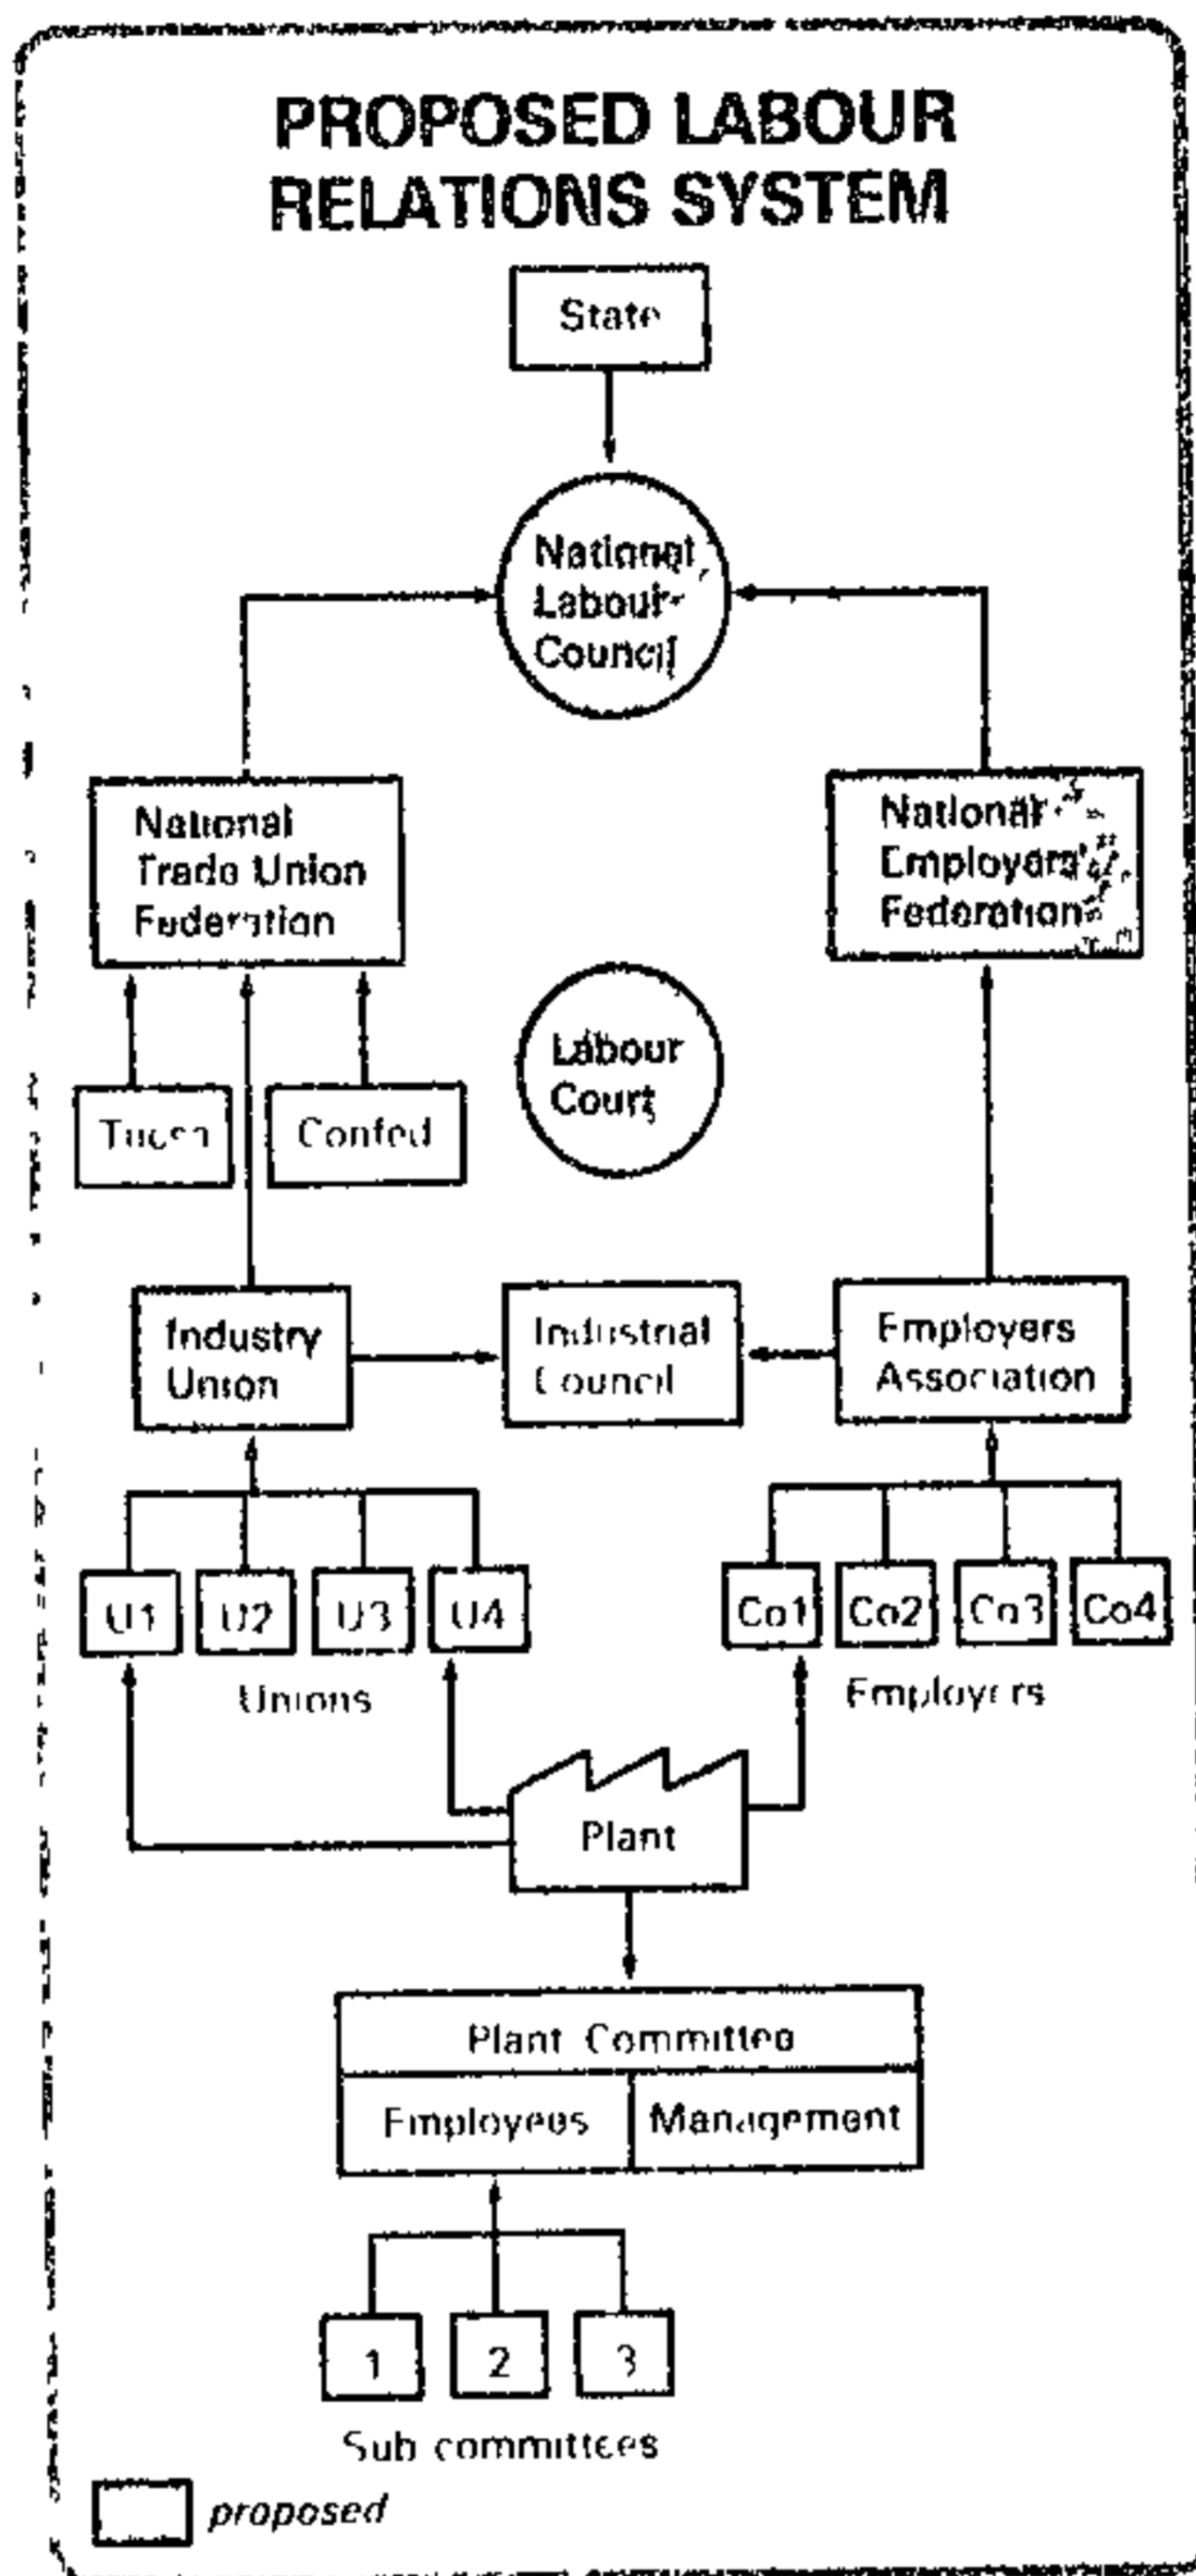 PROPOSED LABOUR
RELATIONS SYSTEM
State
National
Labour
Council
National
Trade Union
Federation
National
Employers'
Federation
Labour
Court
Tucsa
Confed
Industry
Union
Industrial
Council
Employers
Association
U1 U2 U3 U4
Co1 Co2 Co3 Co4
Unions
Employers
Plant
Plant Committee
Employees Management
1 2 3
Sub committees
proposed